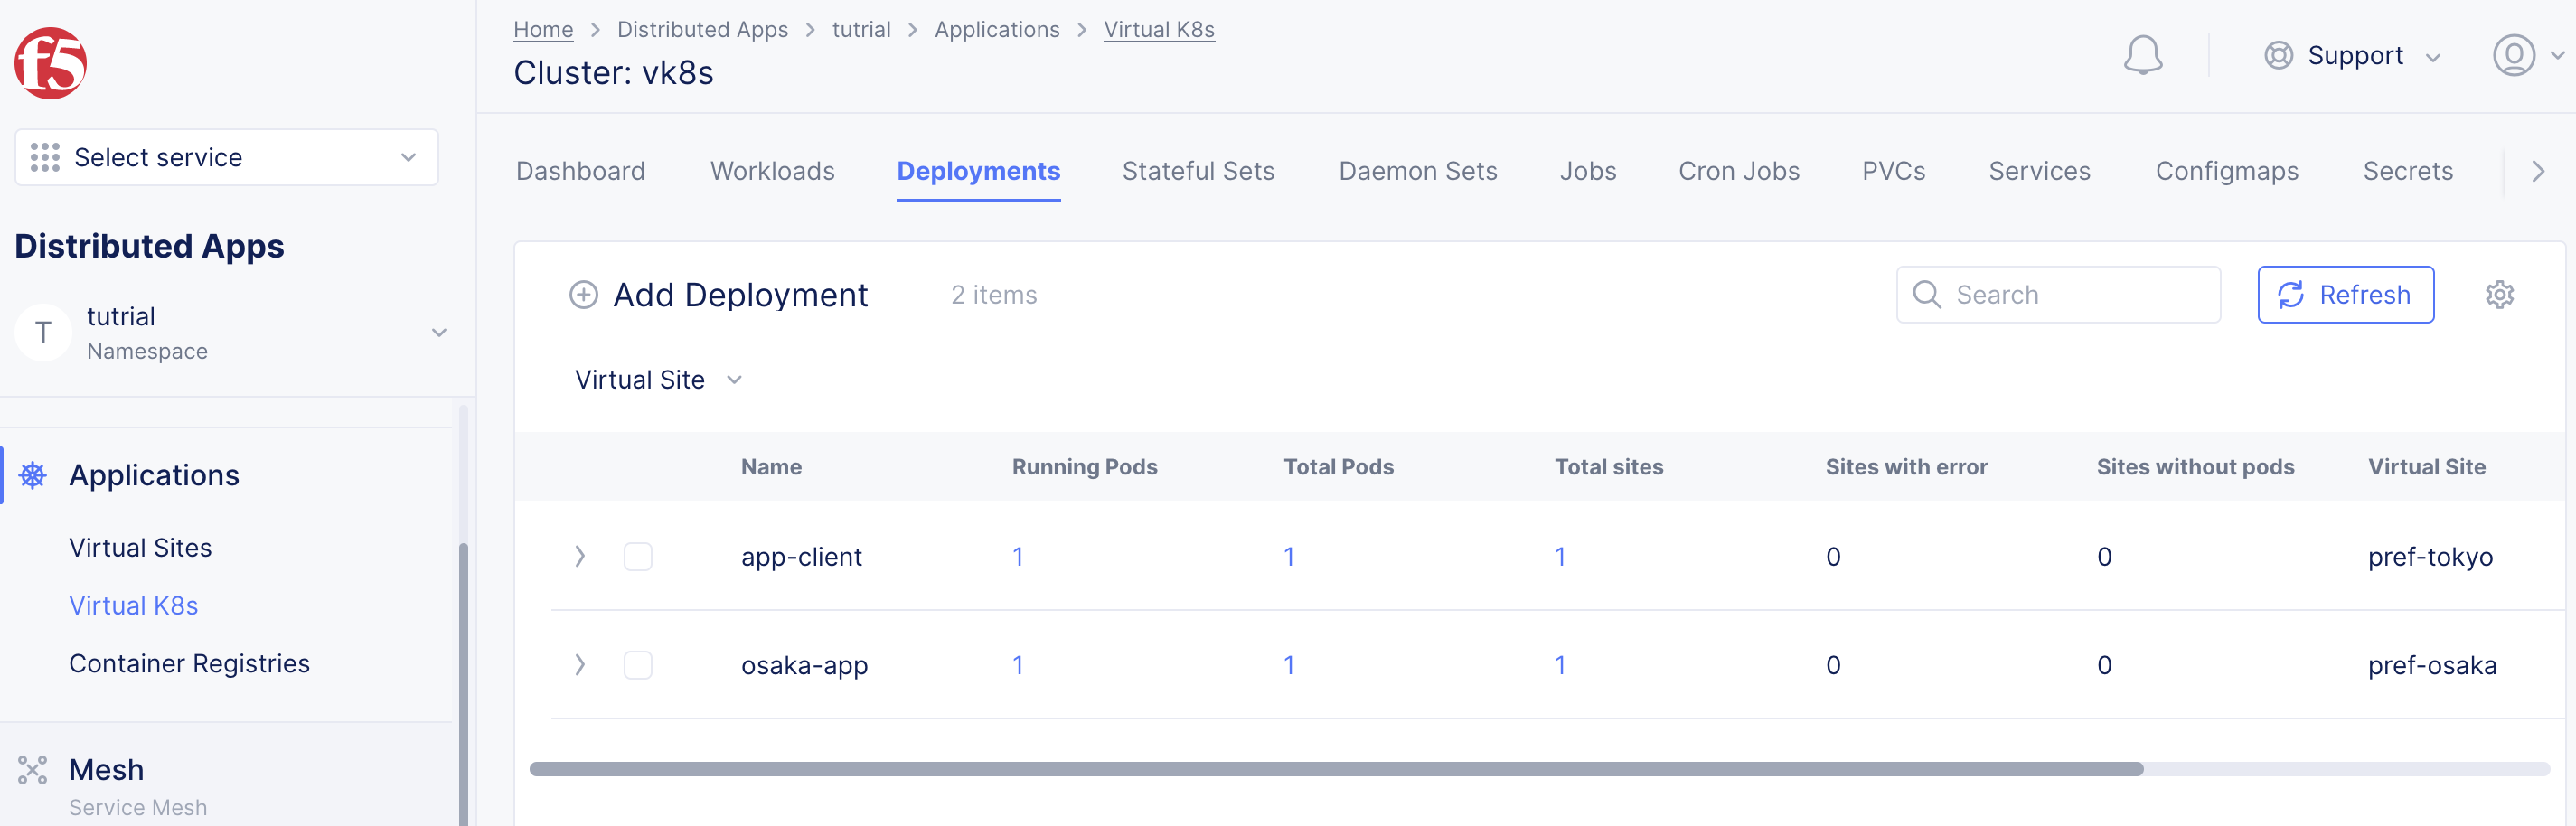 f5
Select service
Distributed Apps
T
tutrial
Namespace
Applications
Virtual Sites
Virtual K8s
Container Registries
Mesh
Service Mesh
Home > Distributed Apps > tutrial > Applications > Virtual K8s
Cluster: vk8s
Support
Dashboard Workloads Deployments Stateful Sets Daemon Sets Jobs Cron Jobs PVCs Services Configmaps Secrets
Add Deployment 2 items Search Refresh
Virtual Site
Name Running Pods Total Pods Total sites Sites with error Sites without pods Virtual Site
app-client 1 1 1 0 0 pref-tokyo
osaka-app 1 1 1 0 0 pref-osaka